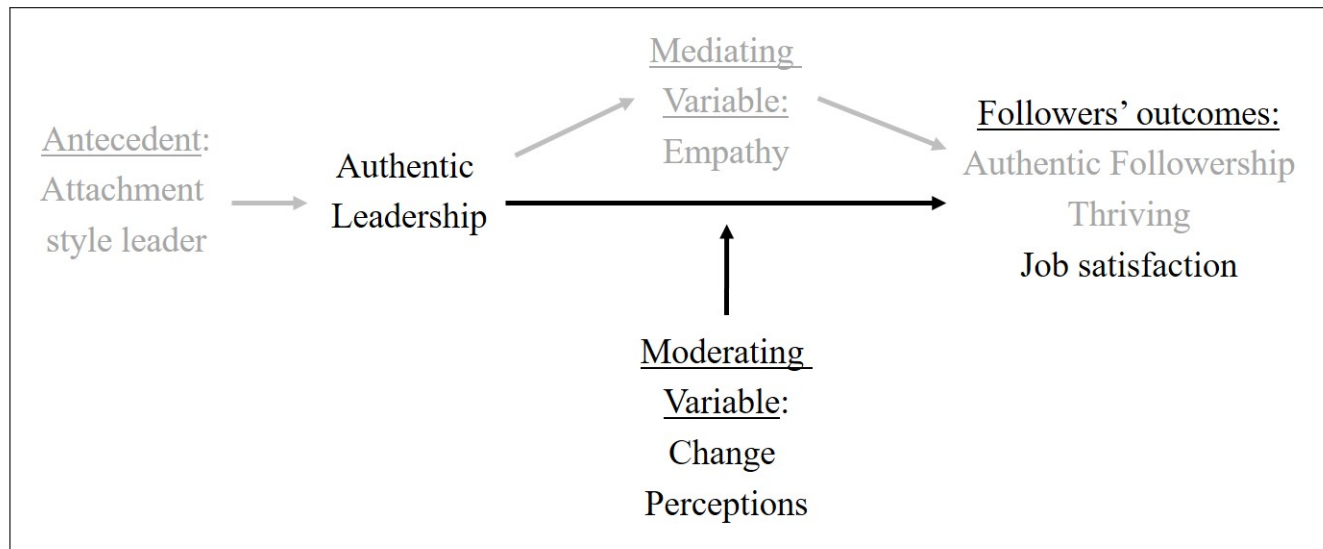 Antecedent:
Attachment
style leader
Authentic
Leadership
Mediating
Variable:
Empathy
Followers’ outcomes:
Authentic Followership
Thriving
Job satisfaction
Moderating
Variable:
Change
Perceptions